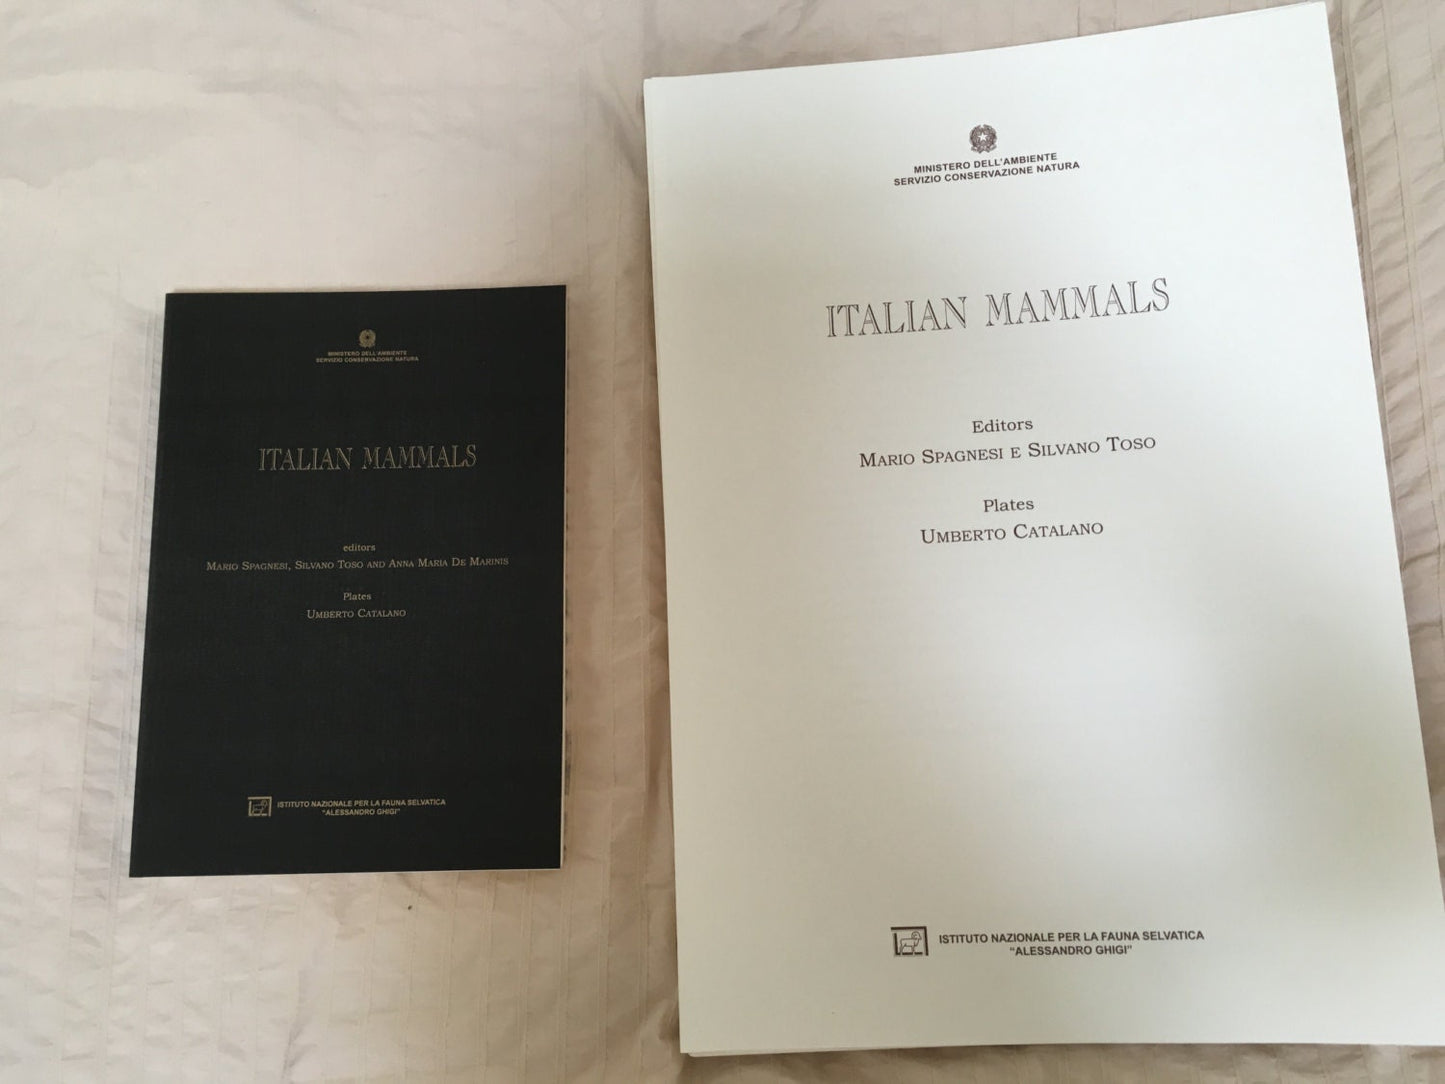 MINISTERO DELL'AMBIENTE
SERVIZIO CONSERVAZIONE NATURA
ITALIAN MAMMALS
editors
MARIO SPAGNESI, SILVANO TOSO AND ANNA MARIA DE MARINIS
Plates
UMBERTO CATALANO
ISTITUTO NAZIONALE PER LA FAUNA SELVATICA
"ALESSANDRO GHIGI"
MINISTERO DELL'AMBIENTE
SERVIZIO CONSERVAZIONE NATURA
ITALIAN MAMMALS
Editors
MARIO SPAGNESI E SILVANO TOSO
Plates
UMBERTO CATALANO
ISTITUTO NAZIONALE PER LA FAUNA SELVATICA
"ALESSANDRO GHIGI"